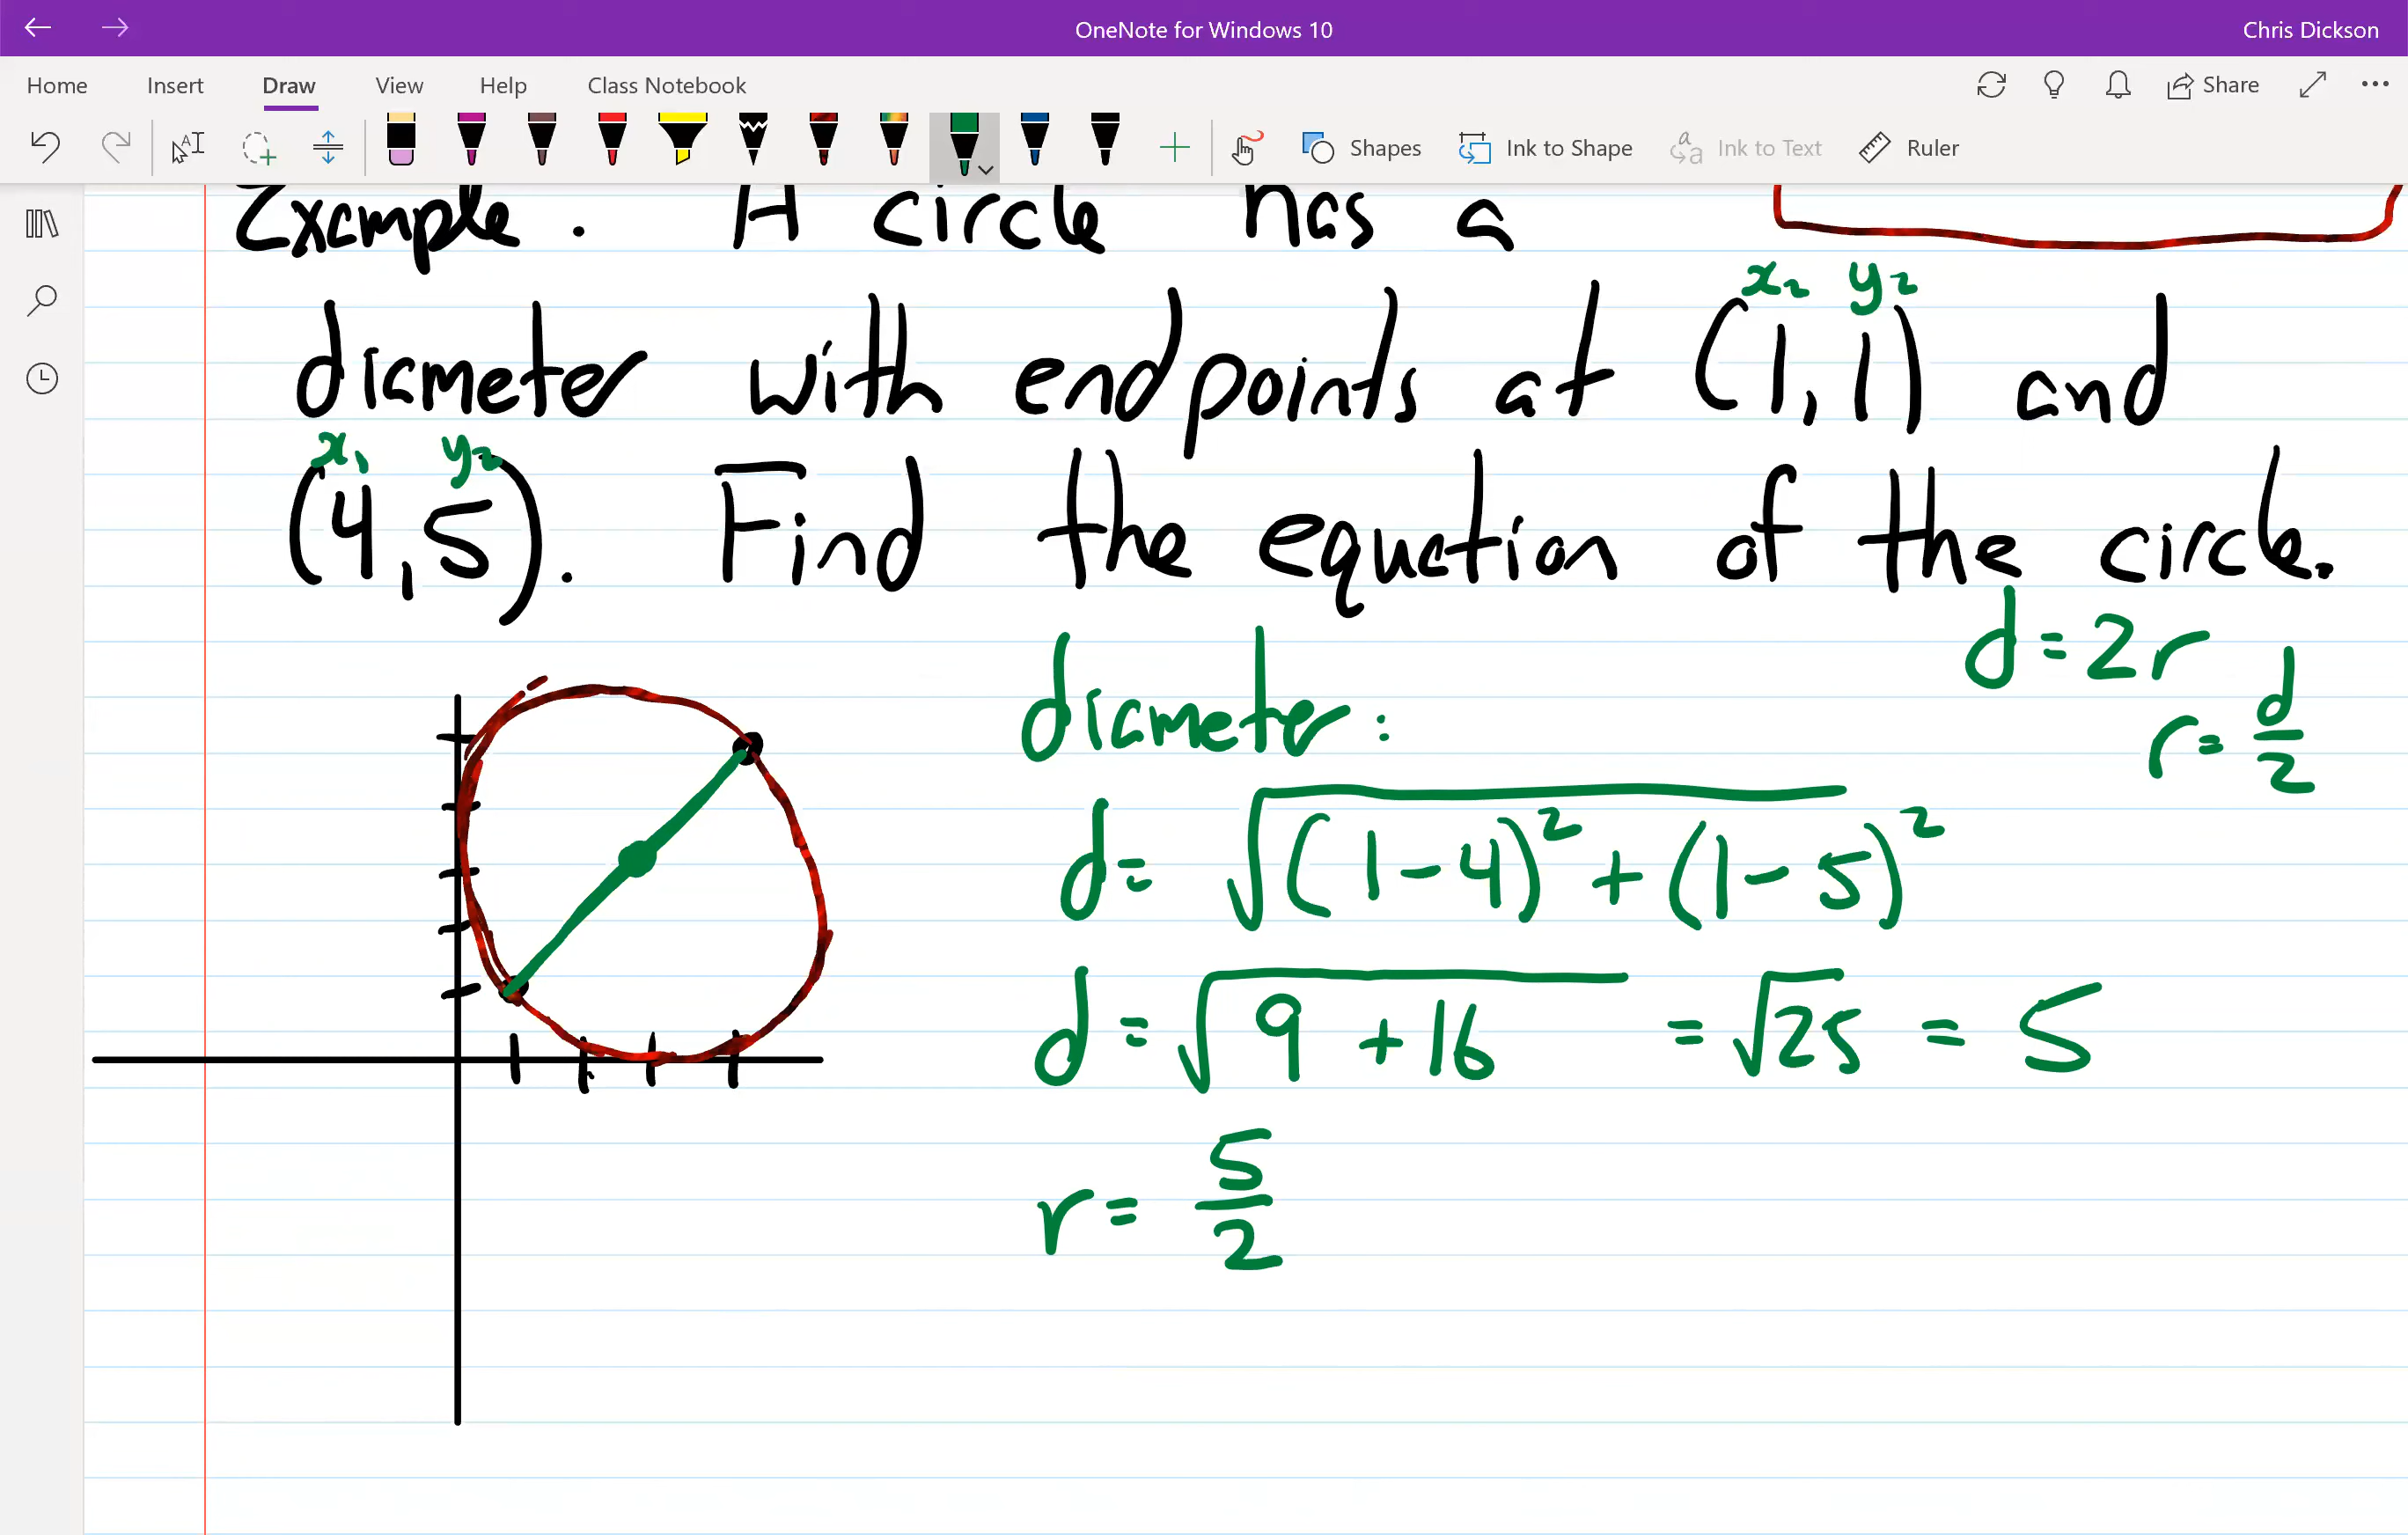 OneNote for Windows 10
Chris Dickson
Home Insert Draw View Help Class Notebook Share
Shapes Ink to Shape Ink to Text Ruler
Example. A circle has a
x₂ y₂
diameter with endpoints at (1,1) and
x₁ y₂
(4,5). Find the equation of the circle.
d = 2r
r = d/2
diameter:
d = √((1-4)² + (1-5)²)
d = √(9 + 16) = √25 = 5
r = 5/2